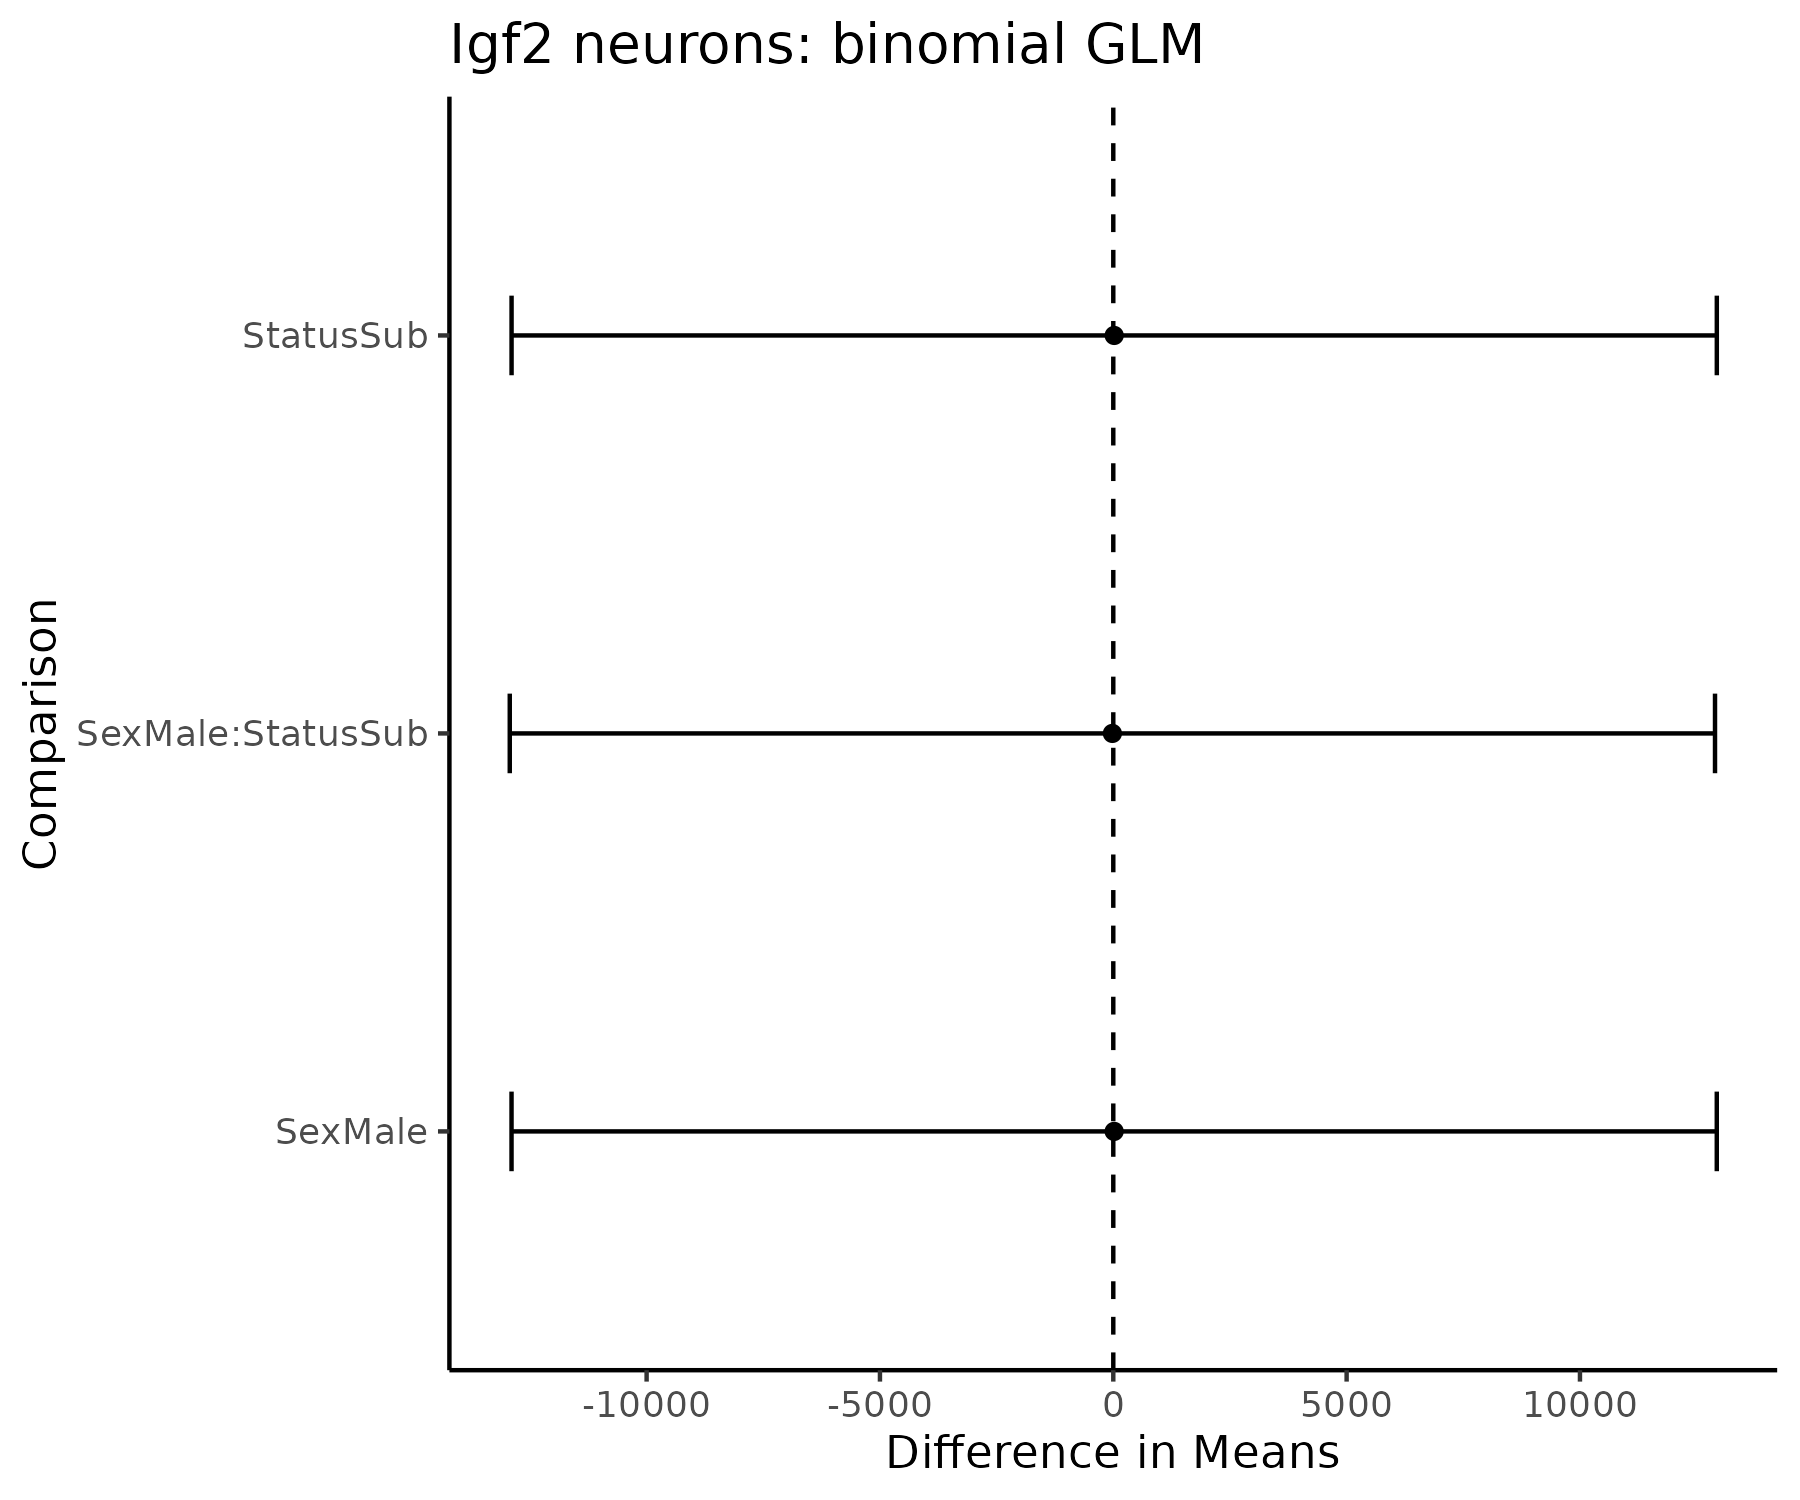 Igf2 neurons: binomial GLM
Comparison
StatusSub
SexMale:StatusSub
SexMale
-10000 -5000 0 5000 10000
Difference in Means